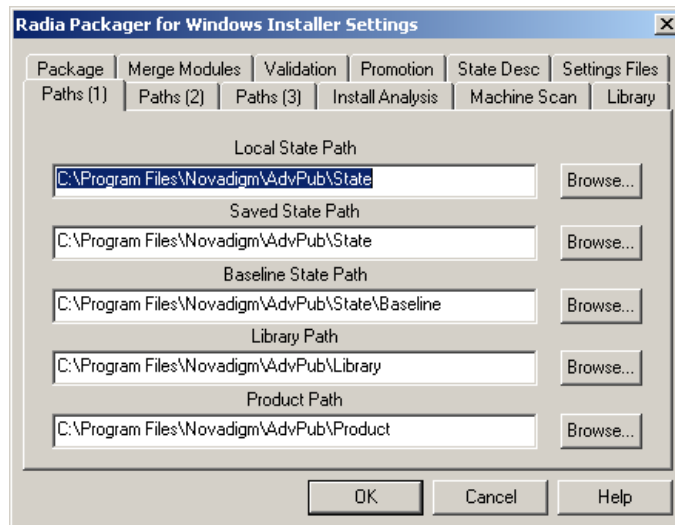 Radia Packager for Windows Installer Settings
Package Merge Modules Validation Promotion State Desc Settings Files
Paths (1) Paths (2) Paths (3) Install Analysis Machine Scan Library
Local State Path
C:\Program Files\Novadigm\AdvPub\State Browse...
Saved State Path
C:\Program Files\Novadigm\AdvPub\State Browse...
Baseline State Path
C:\Program Files\Novadigm\AdvPub\State\Baseline Browse...
Library Path
C:\Program Files\Novadigm\AdvPub\Library Browse...
Product Path
C:\Program Files\Novadigm\AdvPub\Product Browse...
OK Cancel Help